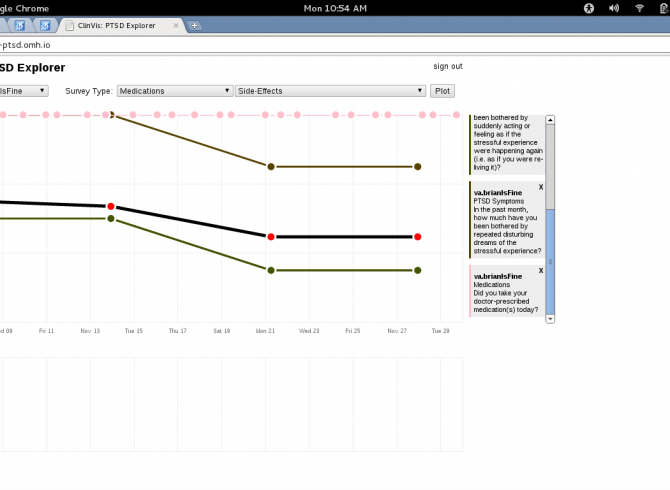 gle Chrome
Mon 10:54 AM
ClinVis: PTSD Explorer
-ptsd.omh.io
SD Explorer
sign out
IsFine
Survey Type:
Medications
Side-Effects
Plot
been bothered by
suddenly acting or
feeling as if the
stressful experience
were happening again
(i.e. as if you were re-
living it)?
X
va.brianIsFine
PTSD Symptoms
In the past month,
how much have you
been bothered by
repeated disturbing
dreams of the
stressful experience?
X
va.brianIsFine
Medications
Did you take your
doctor-prescribed
medication(s) today?
d 09
Fri 11
Nov 13
Tue 15
Thu 17
Sat 19
Mon 21
Wed 23
Fri 25
Nov 27
Tue 29